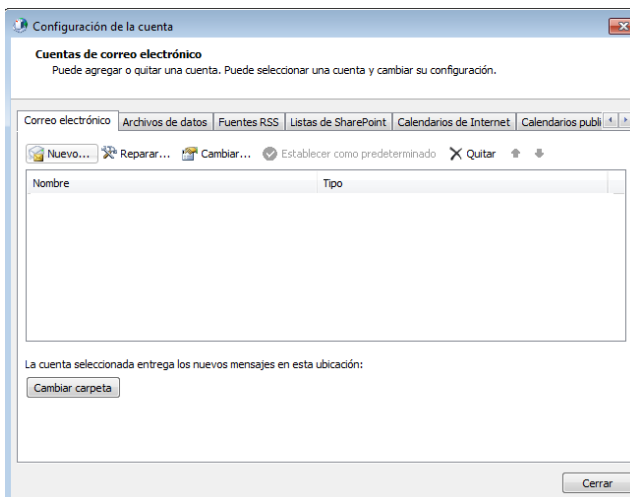 Configuración de la cuenta
Cuentas de correo electrónico
Puede agregar o quitar una cuenta. Puede seleccionar una cuenta y cambiar su configuración.
Correo electrónico Archivos de datos Fuentes RSS Listas de SharePoint Calendarios de Internet Calendarios publi
Nuevo... Reparar... Cambiar... Establecer como predeterminado Quitar
Nombre Tipo
La cuenta seleccionada entrega los nuevos mensajes en esta ubicación:
Cambiar carpeta
Cerrar